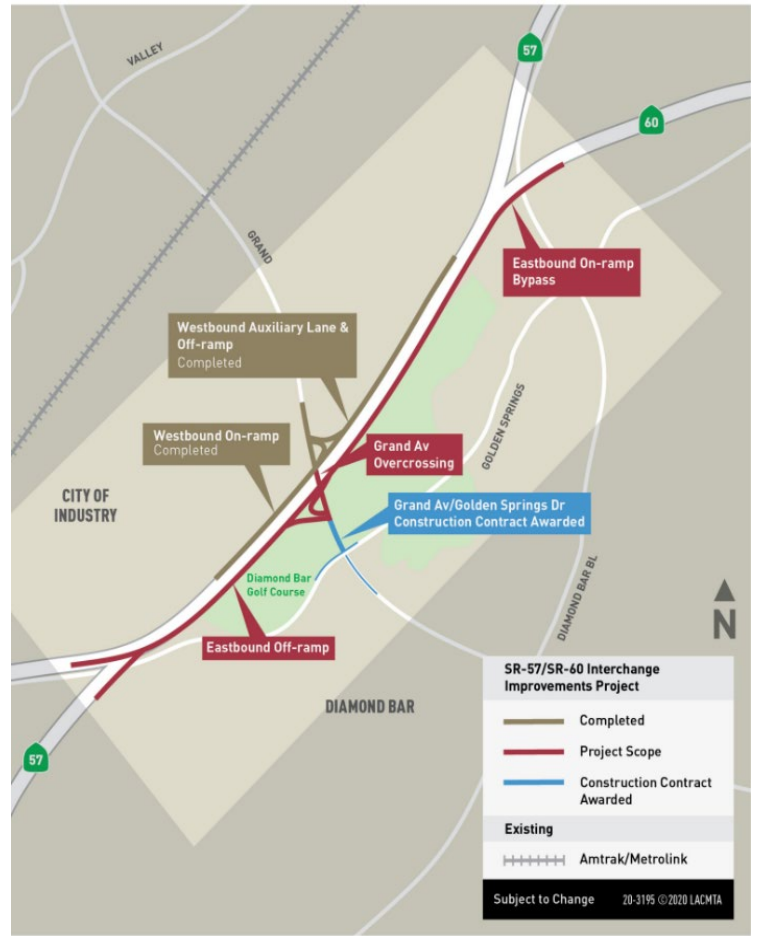 57
VALLEY
60
GRAND
Eastbound On-ramp
Bypass
Westbound Auxiliary Lane &
Off-ramp
Completed
GOLDEN SPRINGS
Westbound On-ramp
Completed
Grand Av
Overcrossing
CITY OF
INDUSTRY
Grand Av/Golden Springs Dr
Construction Contract Awarded
Diamond Bar
Golf Course
DIAMOND BAR BL
N
Eastbound Off-ramp
DIAMOND BAR
57
SR-57/SR-60 Interchange
Improvements Project
Completed
Project Scope
Construction Contract
Awarded
Existing
Amtrak/Metrolink
Subject to Change 20-3195 ©2020 LACMTA